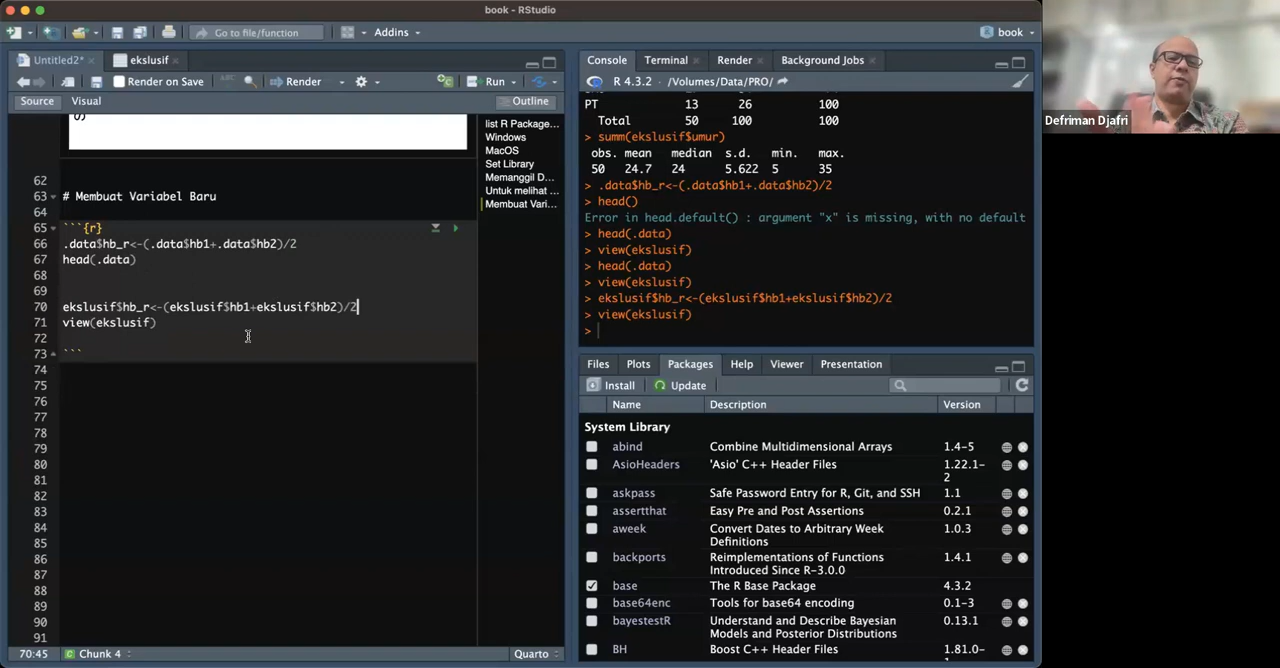 book - RStudio
Go to file/function
Addins
book
Untitled2*
ekslusif
Render on Save
Render
Run
Source
Visual
Outline
list R Package...
Windows
MacOS
Set Library
Memanggil D...
Untuk melihat ...
Membuat Vari...
62
63 # Membuat Variabel Baru
64
65 ```{r}
66 .data$hb_r<-(.data$hb1+.data$hb2)/2
67 head(.data)
68
69
70 ekslusif$hb_r<-(ekslusif$hb1+ekslusif$hb2)/2
71 view(ekslusif)
72
73 ```
74
75
76
77
78
79
80
81
82
83
84
85
86
87
88
89
90
91
70:45
Chunk 4
Quarto
Console
Terminal
Render
Background Jobs
R 4.3.2 · /Volumes/Data/PRO/
PT 13 26 100
Total 50 100 100
> summ(ekslusif$umur)
obs. mean median s.d. min. max.
50 24.7 24 5.622 5 35
> .data$hb_r<-(.data$hb1+.data$hb2)/2
> head()
Error in head.default() : argument "x" is missing, with no default
> head(.data)
> view(ekslusif)
> head(.data)
> view(ekslusif)
> ekslusif$hb_r<-(ekslusif$hb1+ekslusif$hb2)/2
> view(ekslusif)
>
Files
Plots
Packages
Help
Viewer
Presentation
Install
Update
Name Description Version
System Library
abind Combine Multidimensional Arrays 1.4-5
AsioHeaders 'Asio' C++ Header Files 1.22.1-
2
askpass Safe Password Entry for R, Git, and SSH 1.1
assertthat Easy Pre and Post Assertions 0.2.1
aweek Convert Dates to Arbitrary Week 1.0.3
Definitions
backports Reimplementations of Functions 1.4.1
Introduced Since R-3.0.0
base The R Base Package 4.3.2
base64enc Tools for base64 encoding 0.1-3
bayestestR Understand and Describe Bayesian 0.13.1
Models and Posterior Distributions
BH Boost C++ Header Files 1.81.0-
Defriman Djafri